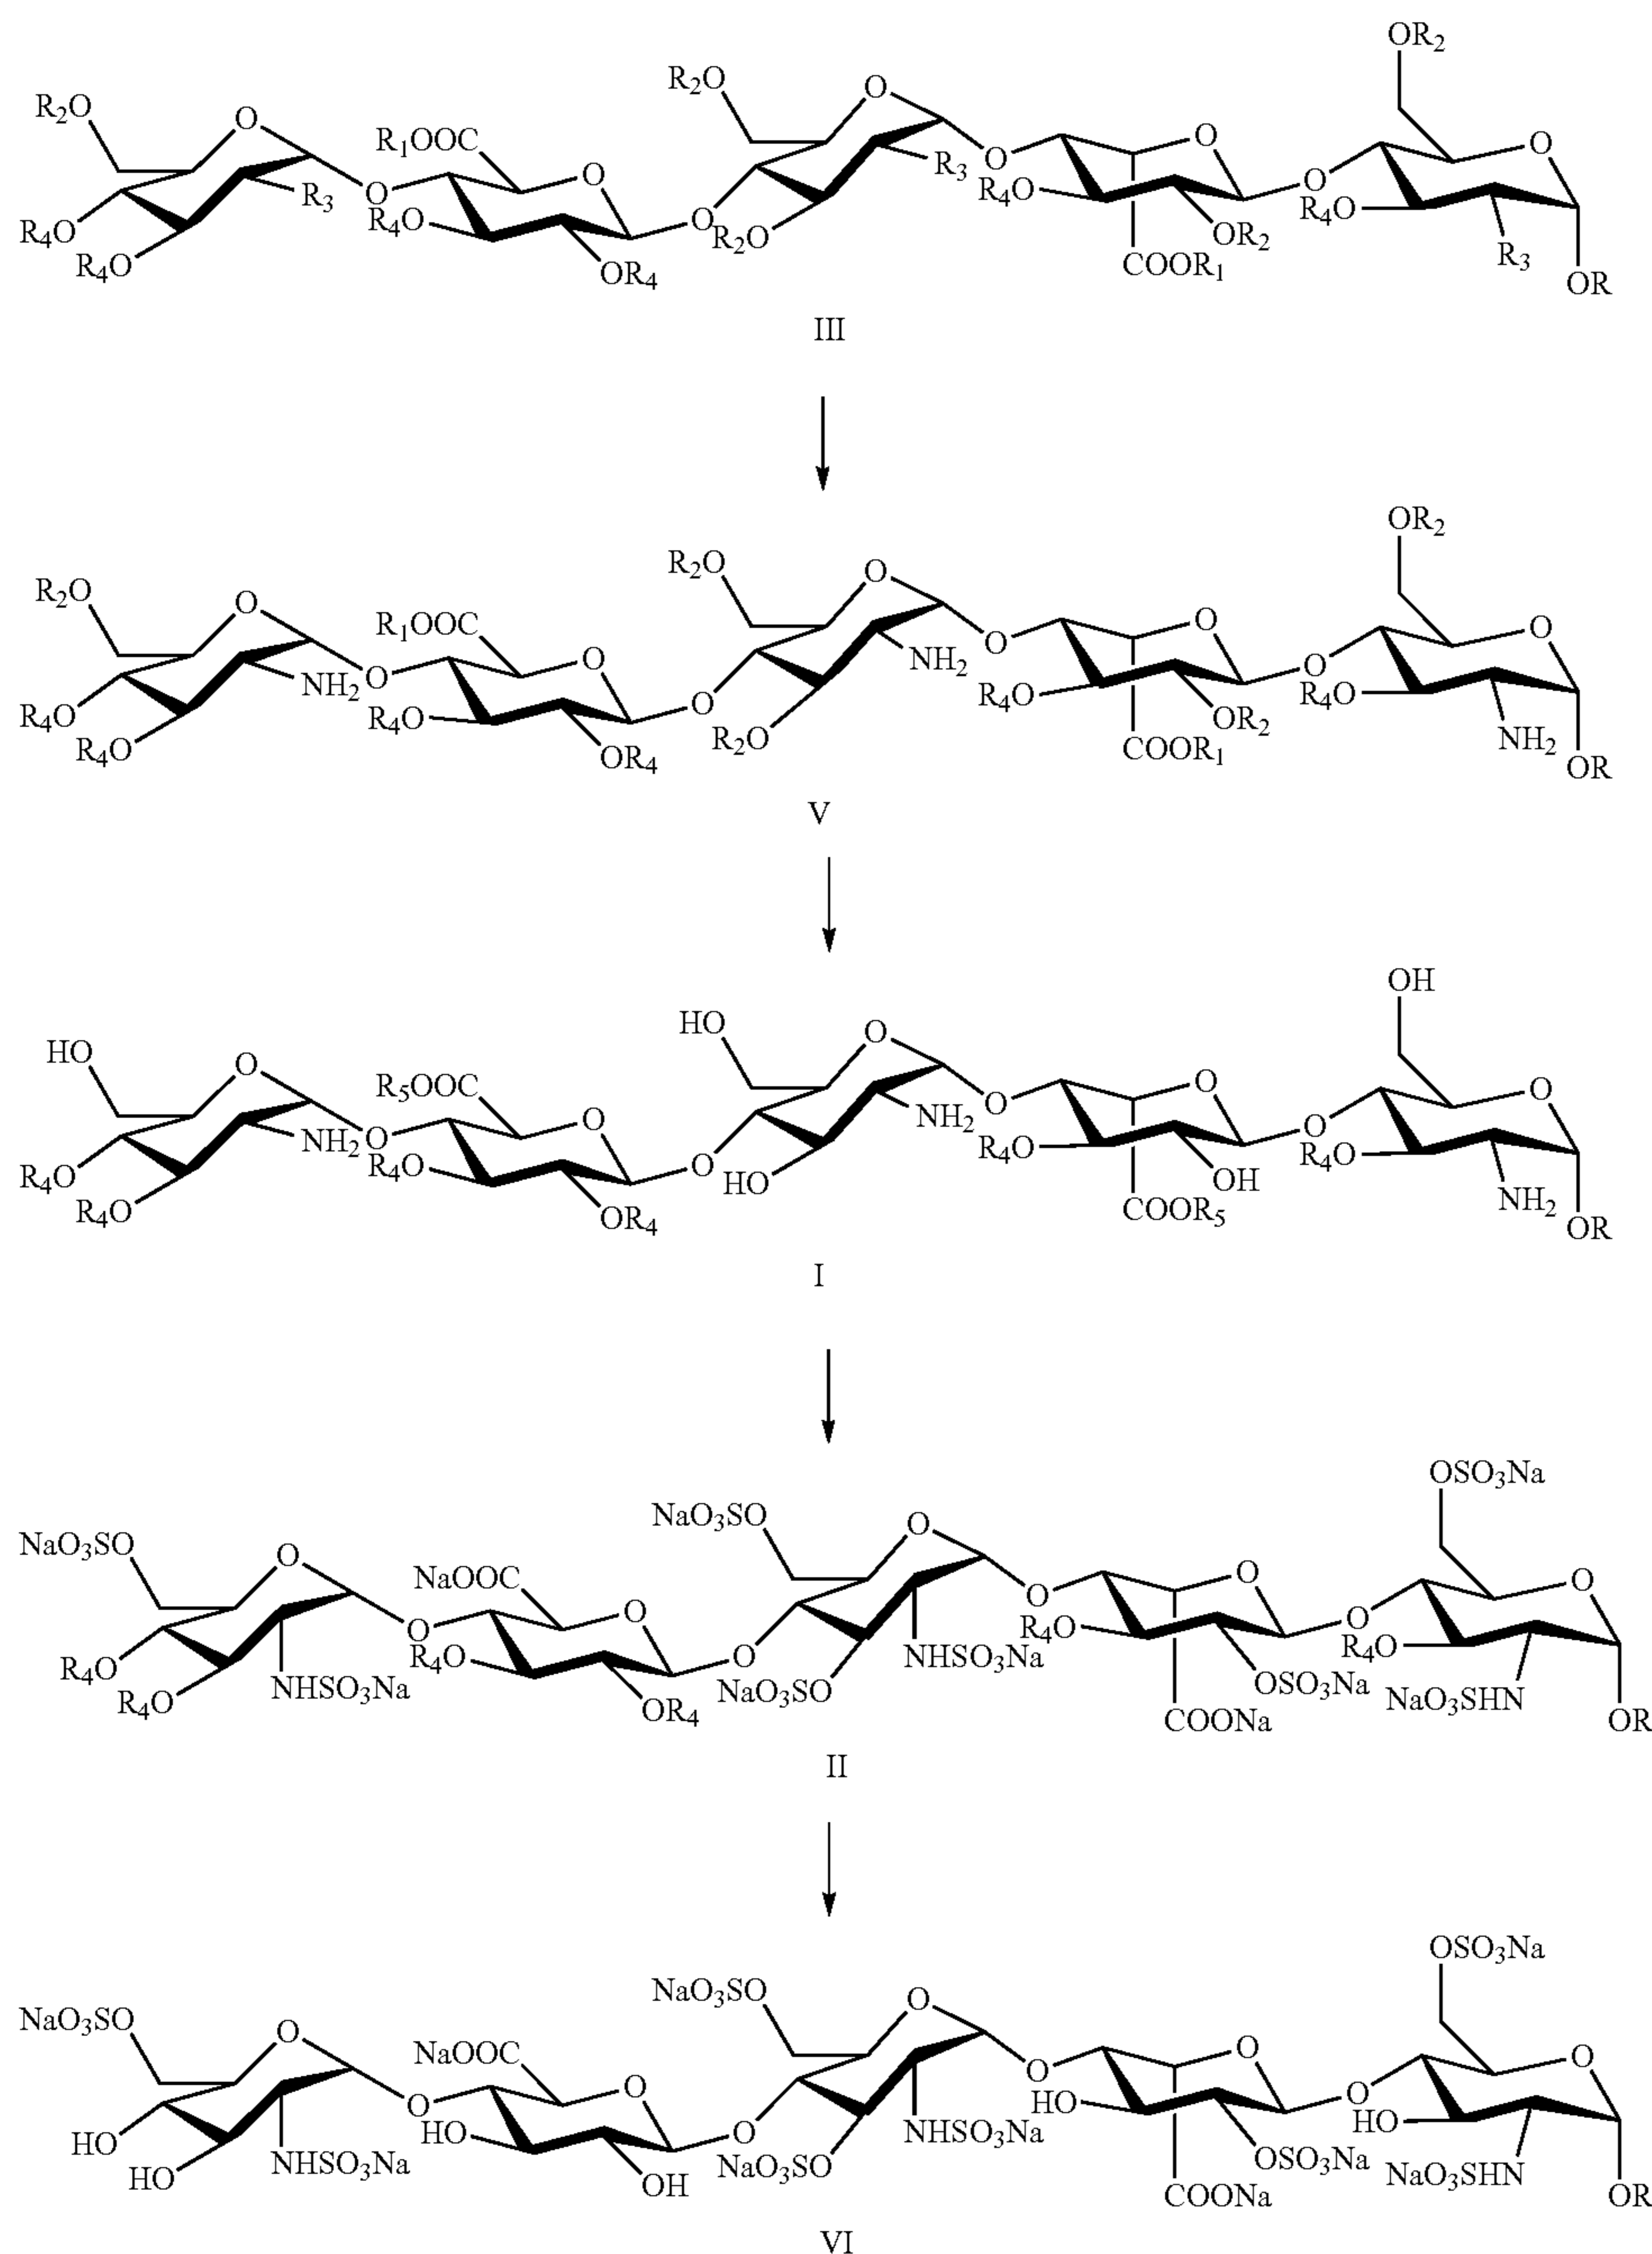 OR₂
R₂O O
R₂O O R₁OOC O O
R₃ O O R₃ O R₄O O R₄O
R₄O R₄O R₂O OR₂ R₃
R₄O OR₄ COOR₁ OR
III
OR₂
R₂O O
R₂O O R₁OOC O O O
NH₂ O O NH₂ O R₄O O R₄O
R₄O R₄O R₂O OR₂ NH₂
R₄O OR₄ COOR₁ OR
V
OH
HO O
HO O R₅OOC O O O
NH₂ O O NH₂ O R₄O O R₄O
R₄O R₄O HO OH NH₂
R₄O OR₄ COOR₅ OR
I
OSO₃Na
NaO₃SO O
NaO₃SO O NaOOC O O O
O O O R₄O O R₄O
R₄O NHSO₃Na R₄O NaO₃SO NHSO₃Na OSO₃Na NaO₃SHN
R₄O OR₄ COONa OR
II
OSO₃Na
NaO₃SO O
NaO₃SO O NaOOC O O O
O O O HO O HO
HO NHSO₃Na HO NaO₃SO NHSO₃Na OSO₃Na NaO₃SHN
HO OH COONa OR
VI